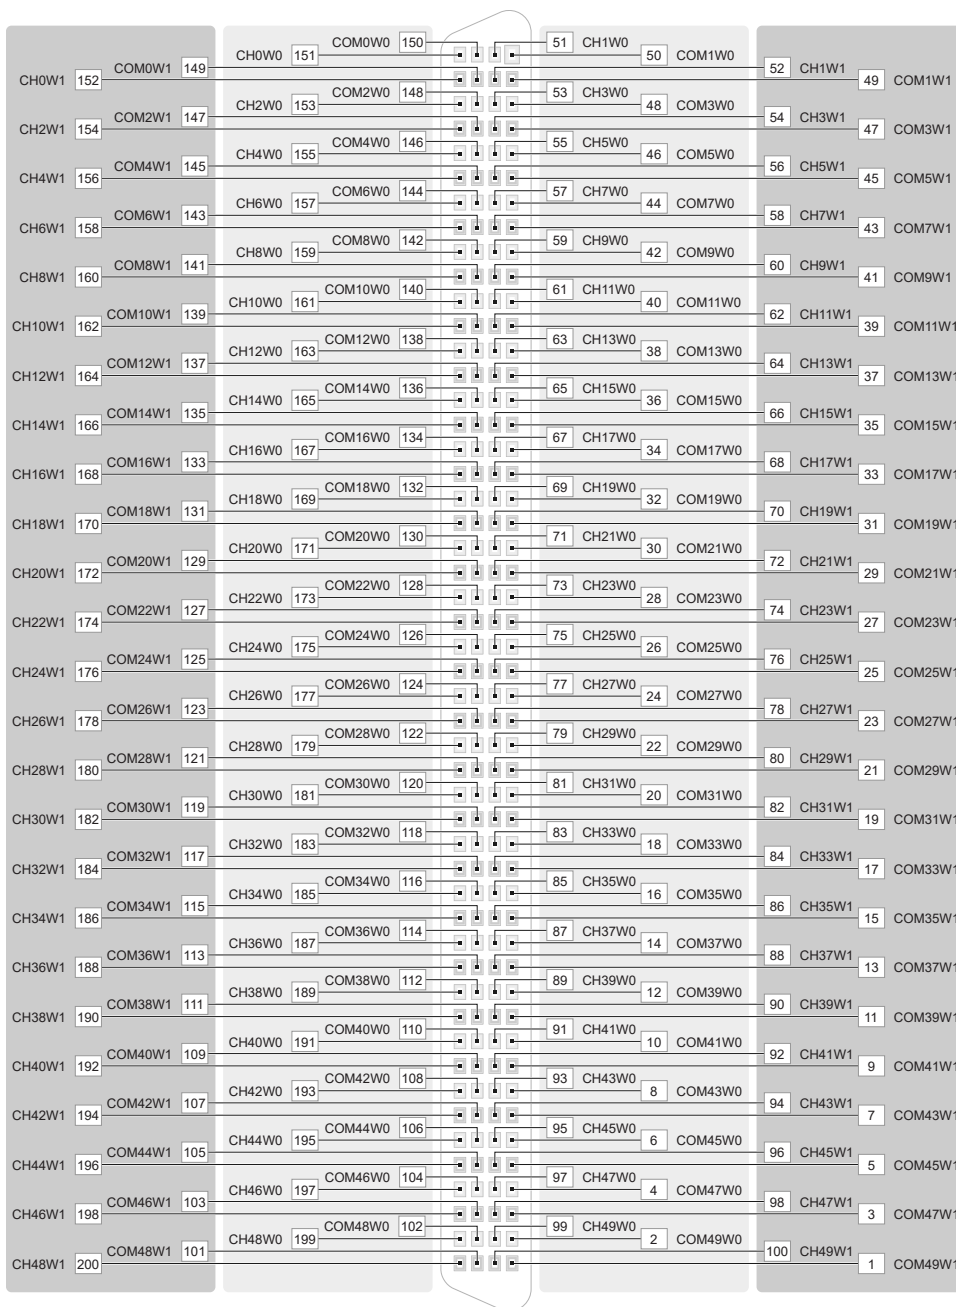 COM0W0 150 51 CH1W0
CH0W0 151 50 COM1W0
COM0W1 149 52 CH1W1
CH0W1 152 49 COM1W1
COM2W0 148 53 CH3W0
CH2W0 153 48 COM3W0
COM2W1 147 54 CH3W1
CH2W1 154 47 COM3W1
COM4W0 146 55 CH5W0
CH4W0 155 46 COM5W0
COM4W1 145 56 CH5W1
CH4W1 156 45 COM5W1
COM6W0 144 57 CH7W0
CH6W0 157 44 COM7W0
COM6W1 143 58 CH7W1
CH6W1 158 43 COM7W1
COM8W0 142 59 CH9W0
CH8W0 159 42 COM9W0
COM8W1 141 60 CH9W1
CH8W1 160 41 COM9W1
COM10W0 140 61 CH11W0
CH10W0 161 40 COM11W0
COM10W1 139 62 CH11W1
CH10W1 162 39 COM11W1
COM12W0 138 63 CH13W0
CH12W0 163 38 COM13W0
COM12W1 137 64 CH13W1
CH12W1 164 37 COM13W1
COM14W0 136 65 CH15W0
CH14W0 165 36 COM15W0
COM14W1 135 66 CH15W1
CH14W1 166 35 COM15W1
COM16W0 134 67 CH17W0
CH16W0 167 34 COM17W0
COM16W1 133 68 CH17W1
CH16W1 168 33 COM17W1
COM18W0 132 69 CH19W0
CH18W0 169 32 COM19W0
COM18W1 131 70 CH19W1
CH18W1 170 31 COM19W1
COM20W0 130 71 CH21W0
CH20W0 171 30 COM21W0
COM20W1 129 72 CH21W1
CH20W1 172 29 COM21W1
COM22W0 128 73 CH23W0
CH22W0 173 28 COM23W0
COM22W1 127 74 CH23W1
CH22W1 174 27 COM23W1
COM24W0 126 75 CH25W0
CH24W0 175 26 COM25W0
COM24W1 125 76 CH25W1
CH24W1 176 25 COM25W1
COM26W0 124 77 CH27W0
CH26W0 177 24 COM27W0
COM26W1 123 78 CH27W1
CH26W1 178 23 COM27W1
COM28W0 122 79 CH29W0
CH28W0 179 22 COM29W0
COM28W1 121 80 CH29W1
CH28W1 180 21 COM29W1
COM30W0 120 81 CH31W0
CH30W0 181 20 COM31W0
COM30W1 119 82 CH31W1
CH30W1 182 19 COM31W1
COM32W0 118 83 CH33W0
CH32W0 183 18 COM33W0
COM32W1 117 84 CH33W1
CH32W1 184 17 COM33W1
COM34W0 116 85 CH35W0
CH34W0 185 16 COM35W0
COM34W1 115 86 CH35W1
CH34W1 186 15 COM35W1
COM36W0 114 87 CH37W0
CH36W0 187 14 COM37W0
COM36W1 113 88 CH37W1
CH36W1 188 13 COM37W1
COM38W0 112 89 CH39W0
CH38W0 189 12 COM39W0
COM38W1 111 90 CH39W1
CH38W1 190 11 COM39W1
COM40W0 110 91 CH41W0
CH40W0 191 10 COM41W0
COM40W1 109 92 CH41W1
CH40W1 192 9 COM41W1
COM42W0 108 93 CH43W0
CH42W0 193 8 COM43W0
COM42W1 107 94 CH43W1
CH42W1 194 7 COM43W1
COM44W0 106 95 CH45W0
CH44W0 195 6 COM45W0
COM44W1 105 96 CH45W1
CH44W1 196 5 COM45W1
COM46W0 104 97 CH47W0
CH46W0 197 4 COM47W0
COM46W1 103 98 CH47W1
CH46W1 198 3 COM47W1
COM48W0 102 99 CH49W0
CH48W0 199 2 COM49W0
COM48W1 101 100 CH49W1
CH48W1 200 1 COM49W1